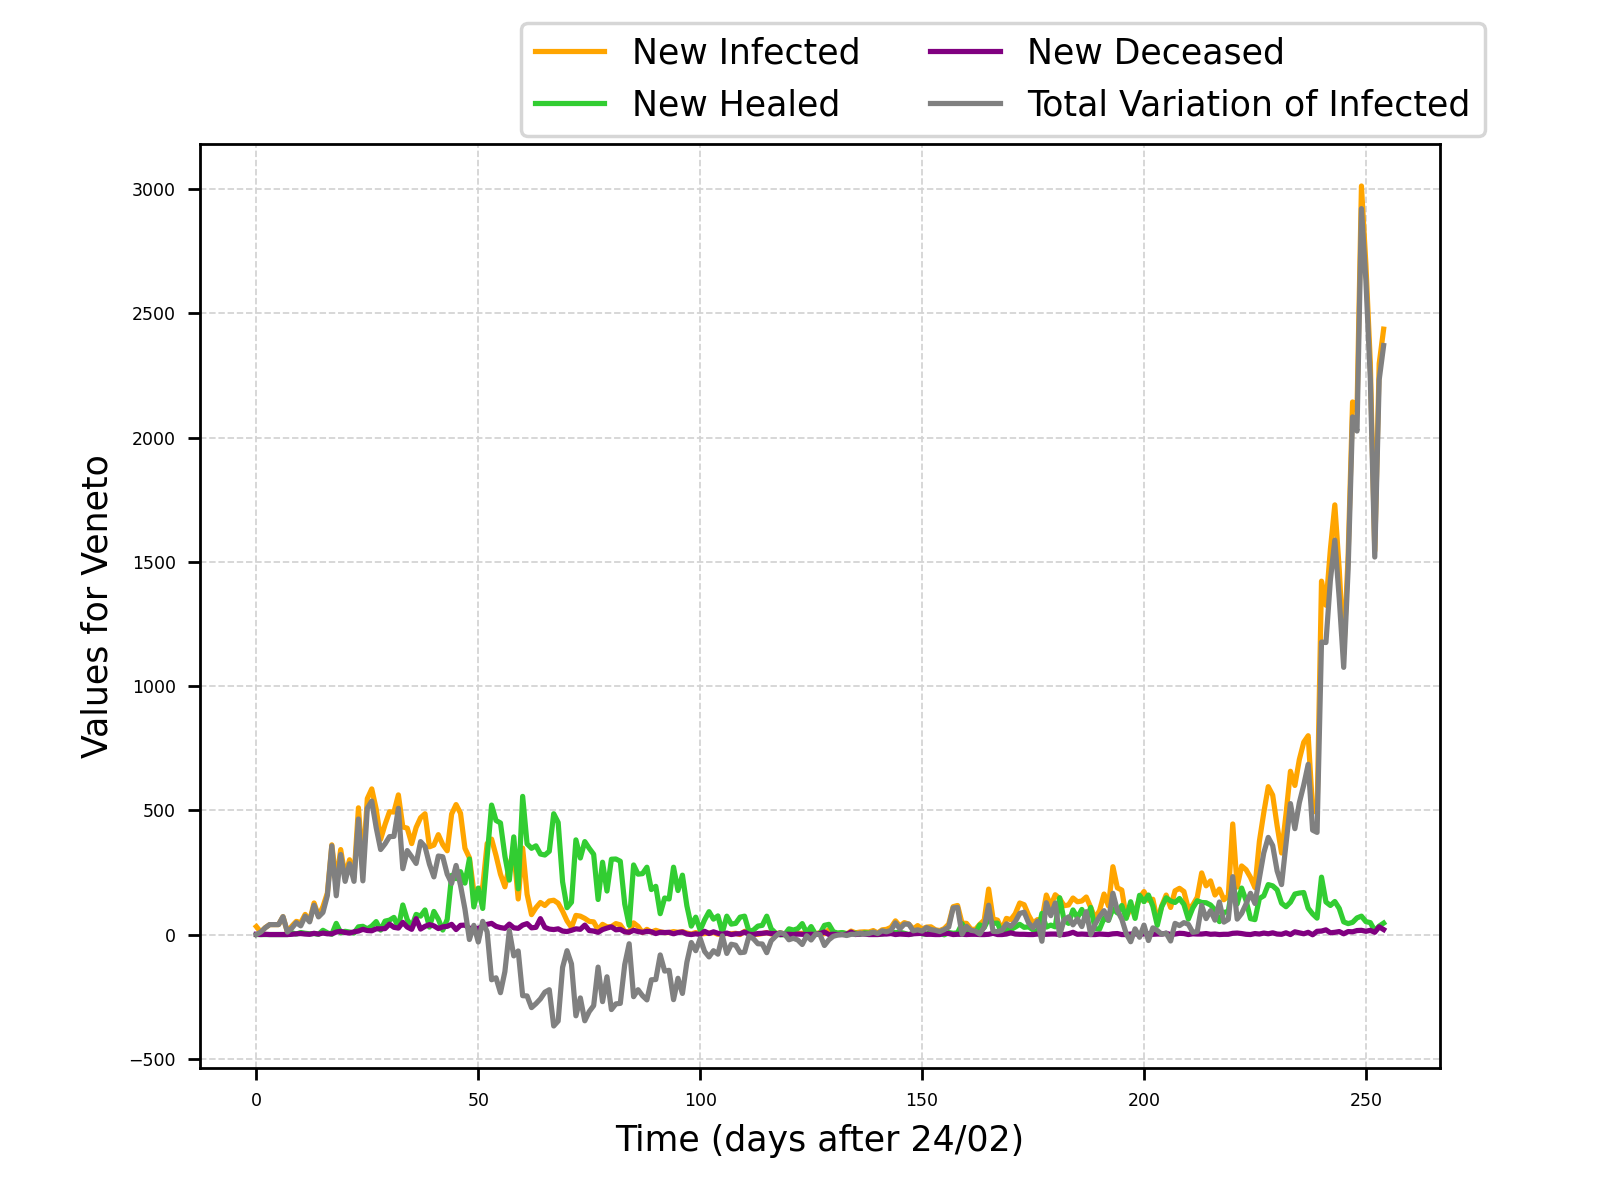 New Infected
New Healed
New Deceased
Total Variation of Infected
Values for Veneto
3000
2500
2000
1500
1000
500
0
−500
0 50 100 150 200 250
Time (days after 24/02)